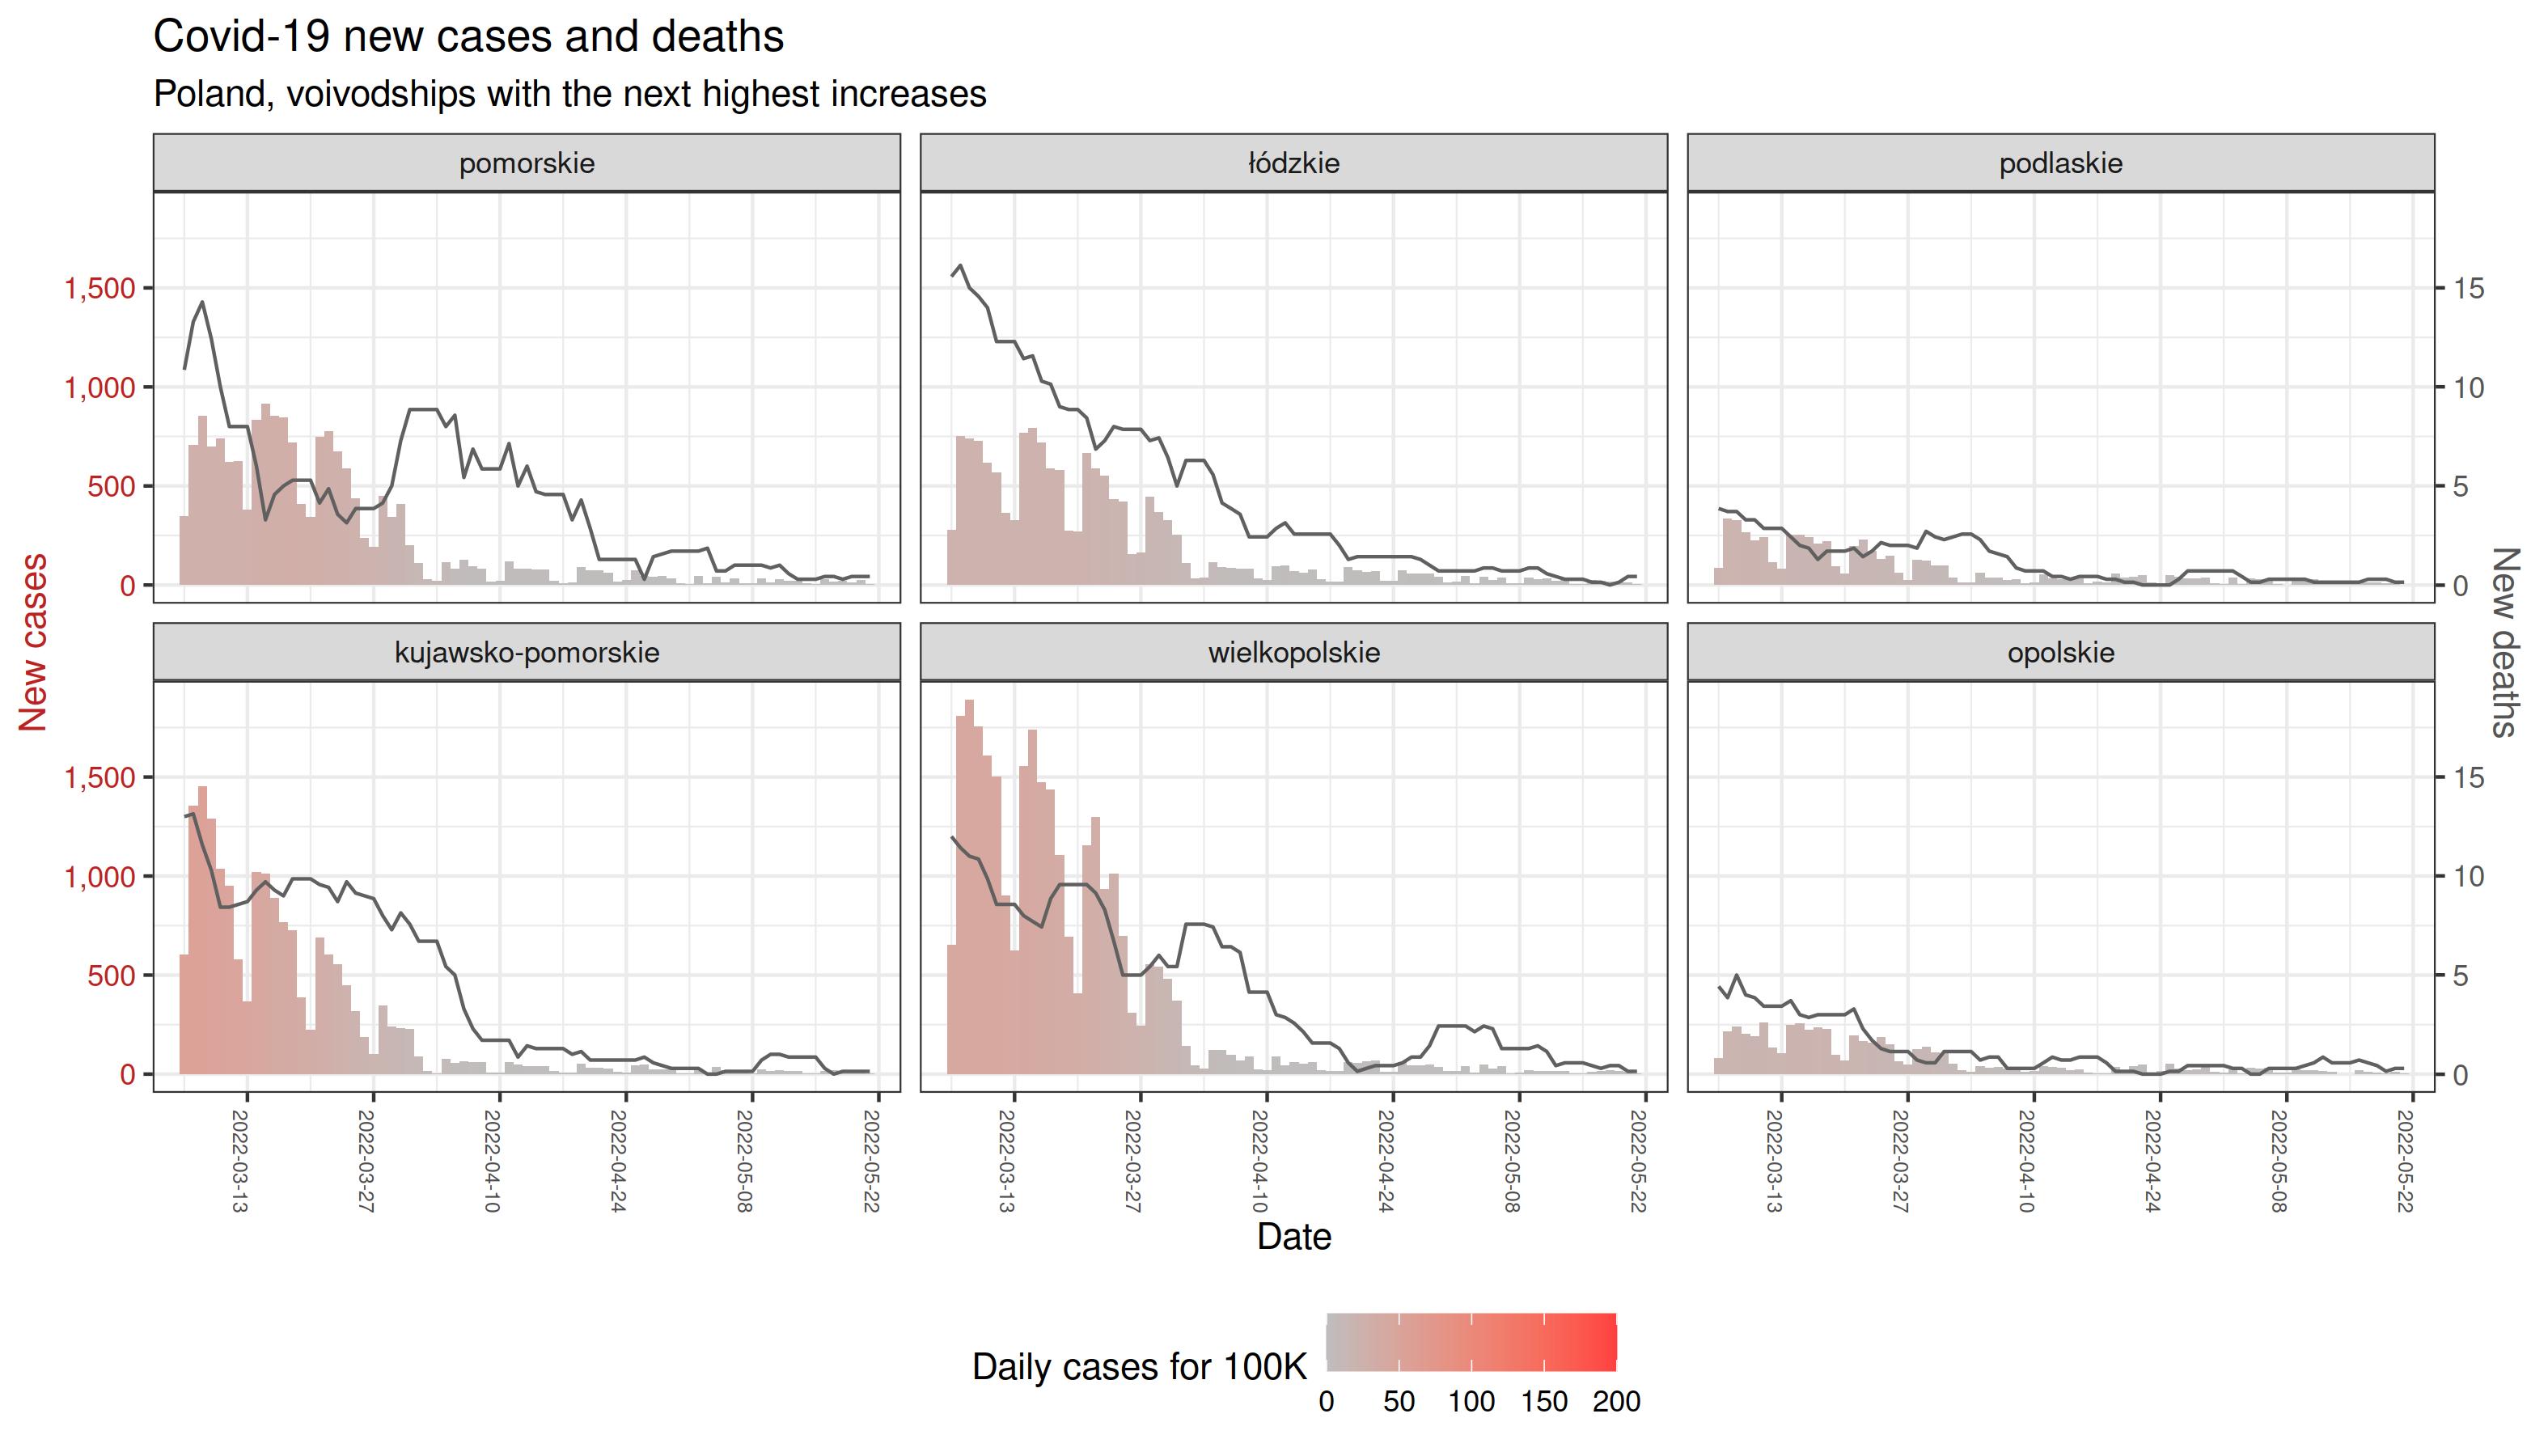 Covid-19 new cases and deaths
Poland, voivodships with the next highest increases
pomorskie
łódzkie
podlaskie
1,500
1,000
500
0
15
10
5
0
kujawsko-pomorskie
wielkopolskie
opolskie
1,500
1,000
500
0
15
10
5
0
New cases
New deaths
2022-03-13
2022-03-27
2022-04-10
2022-04-24
2022-05-08
2022-05-22
2022-03-13
2022-03-27
2022-04-10
2022-04-24
2022-05-08
2022-05-22
2022-03-13
2022-03-27
2022-04-10
2022-04-24
2022-05-08
2022-05-22
Date
Daily cases for 100K
0 50 100 150 200